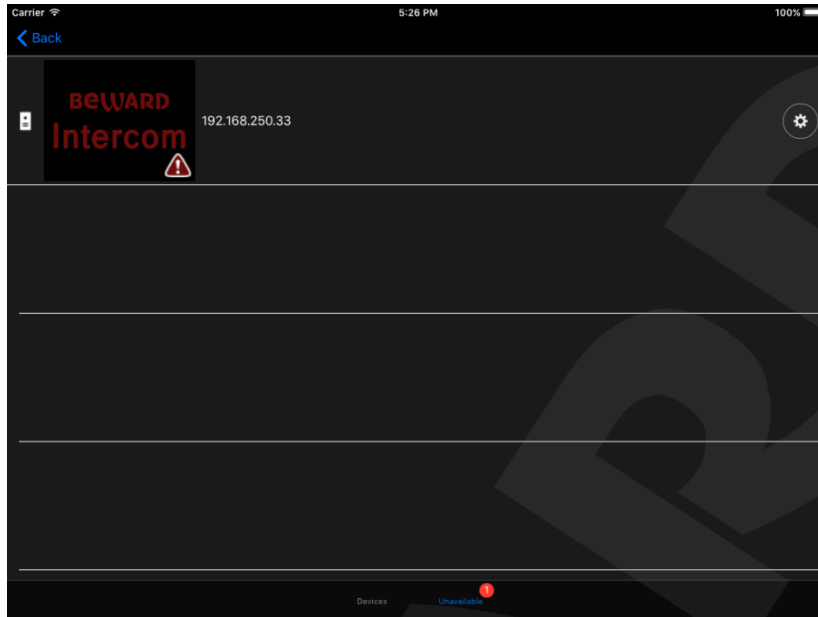 Carrier 5:26 PM 100%
Back
BEWARD
Intercom
192.168.250.33
Devices Unavailable 1